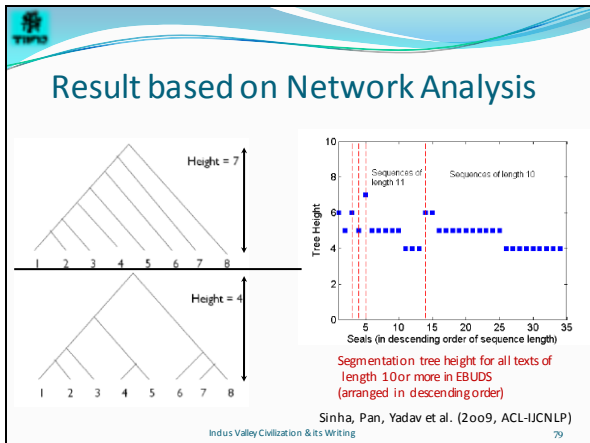 TIFR
Result based on Network Analysis
Height = 7
1 2 3 4 5 6 7 8
Height = 4
1 2 3 4 5 6 7 8
10
8
6
4
2
0
Tree Height
Sequences of
length 11
Sequences of length 10
5 10 15 20 25 30 35
Seals (in descending order of sequence length)
Segmentation tree height for all texts of
length 10 or more in EBUDS
(arranged in descending order)
Sinha, Pan, Yadav et al. (2oo9, ACL-IJCNLP)
Indus Valley Civilization & its Writing
79